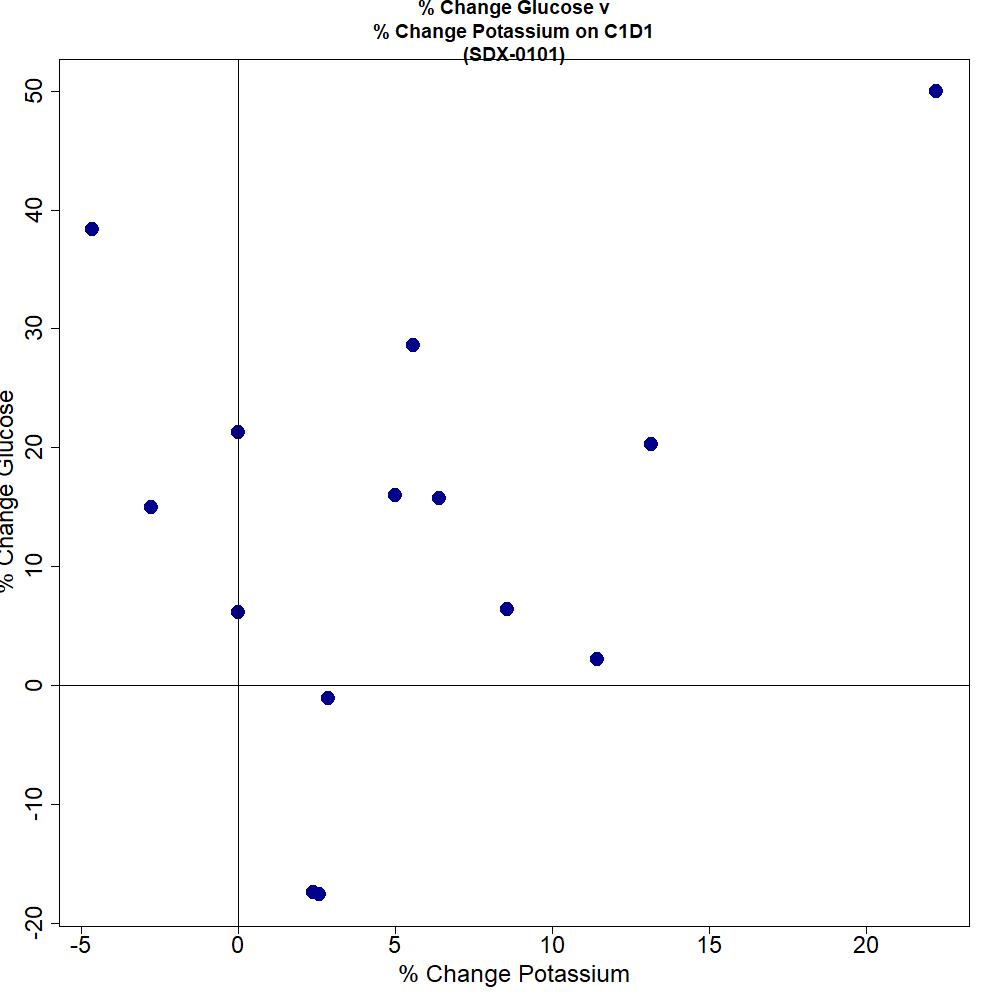 % Change Glucose v
% Change Potassium on C1D1
(SDX-0101)
% Change Glucose
50
40
30
20
10
0
-10
-20
-5
0
5
10
15
20
% Change Potassium